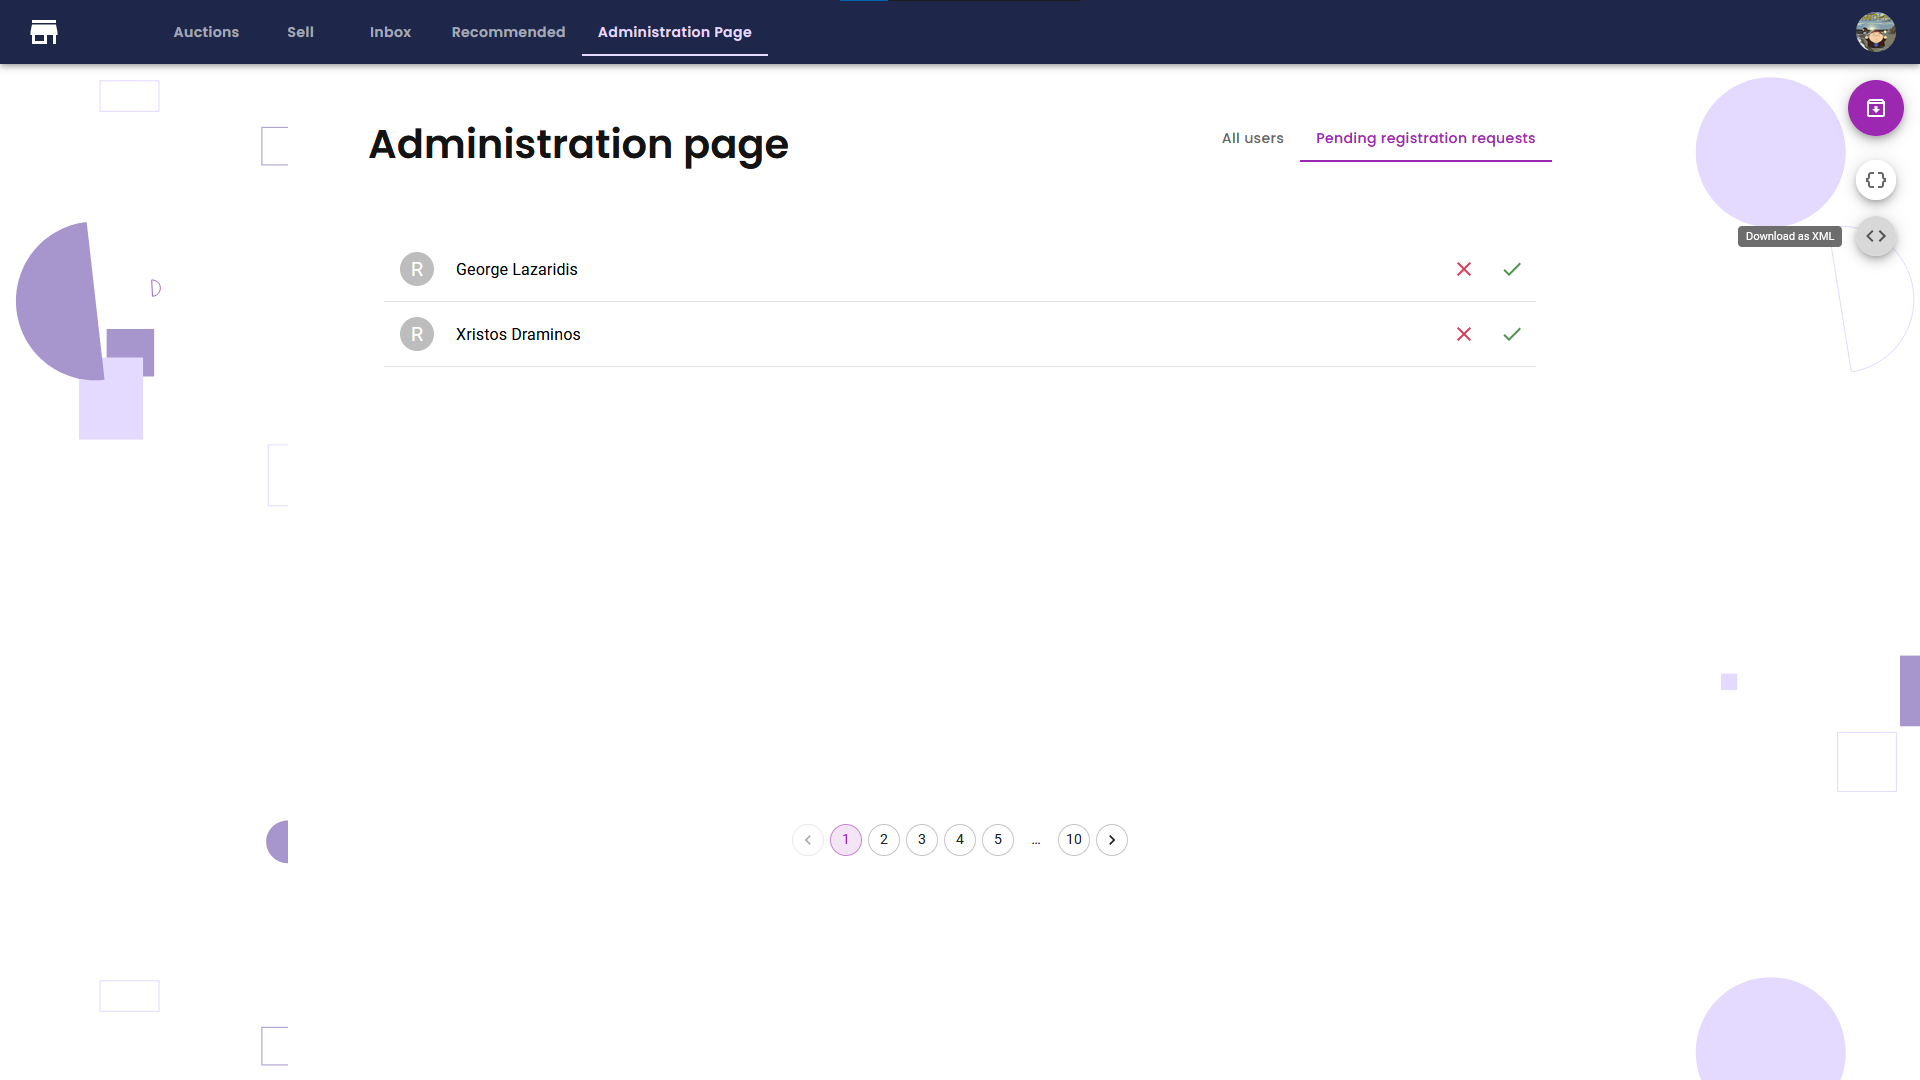 Auctions
Sell
Inbox
Recommended
Administration Page
Administration page
All users
Pending registration requests
Download as XML
R
George Lazaridis
R
Xristos Draminos
1
2
3
4
5
...
10